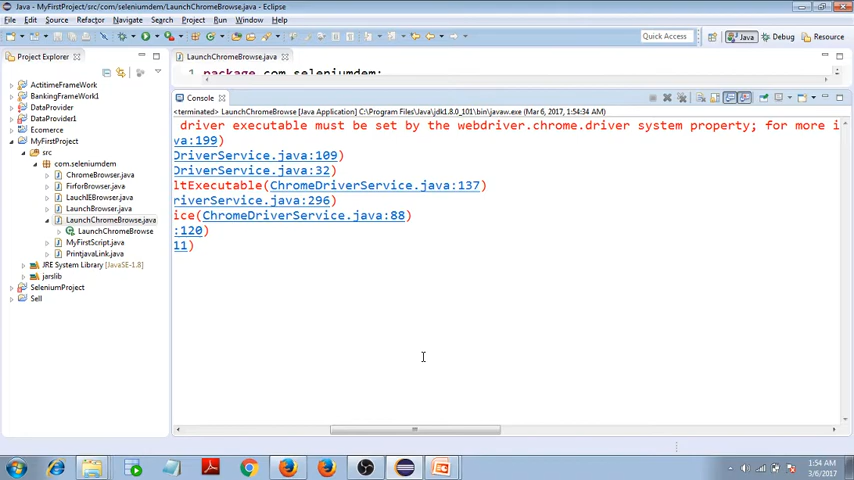 Java - MyFirstProject/src/com/seleniumdem/LaunchChromeBrowse.java - Eclipse
File Edit Source Refactor Navigate Search Project Run Window Help
Quick Access
Java
Debug
Resource
Project Explorer
LaunchChromeBrowse.java
1 package com.seleniumdem;
ActitimeFrameWork
BankingFrameWork1
DataProvider
DataProvider1
Ecomerce
MyFirstProject
src
com.seleniumdem
ChromeBrowser.java
FirforBrowser.java
LauchIEBrowser.java
LaunchBrowser.java
LaunchChromeBrowse.java
LaunchChromeBrowse
MyFirstScript.java
PrintjavaLink.java
JRE System Library [JavaSE-1.8]
jarslib
SeleniumProject
Sell
Console
<terminated> LaunchChromeBrowse [Java Application] C:\Program Files\Java\jdk1.8.0_101\bin\javaw.exe (Mar 6, 2017, 1:54:34 AM)
driver executable must be set by the webdriver.chrome.driver system property; for more i
va:199)
DriverService.java:109)
DriverService.java:32)
ltExecutable(ChromeDriverService.java:137)
riverService.java:296)
ice(ChromeDriverService.java:88)
:120)
11)
1:54 AM
3/6/2017